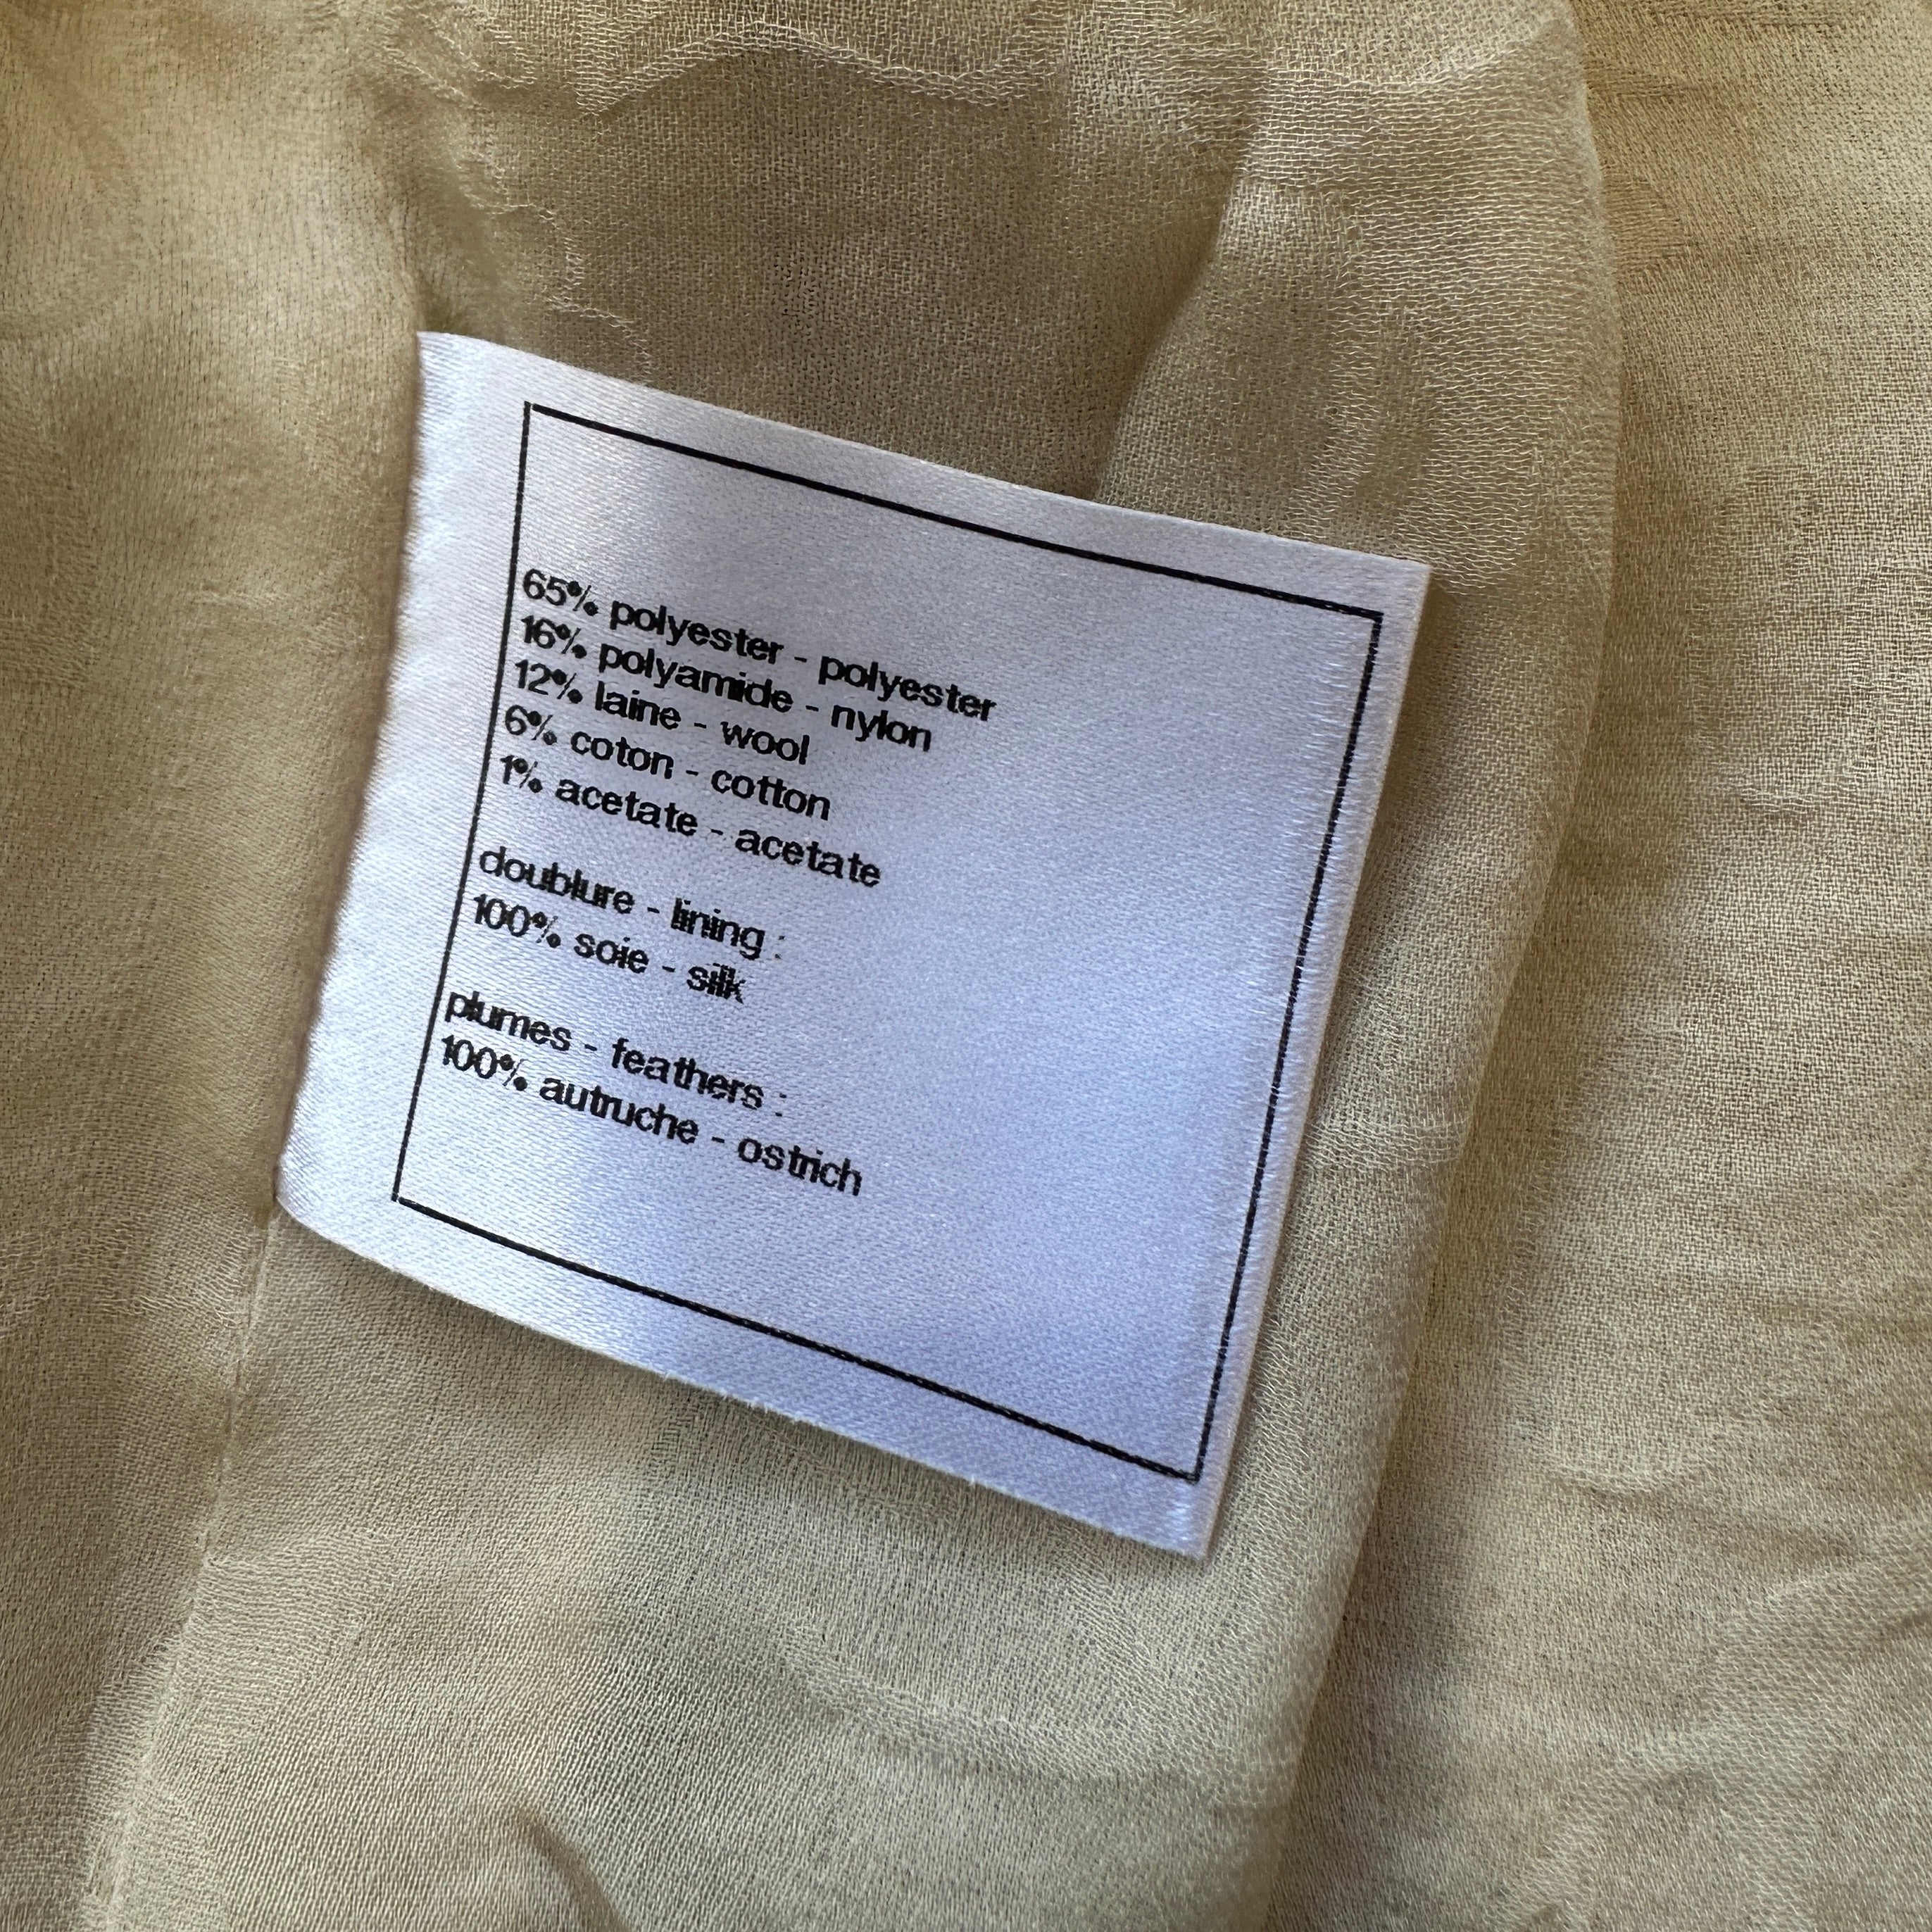 65% polyester - polyester
16% polyamide - nylon
12% laine - wool
6% coton - cotton
1% acetate - acetate
doublure - lining :
100% soie - silk
plumes - feathers :
100% autruche - ostrich